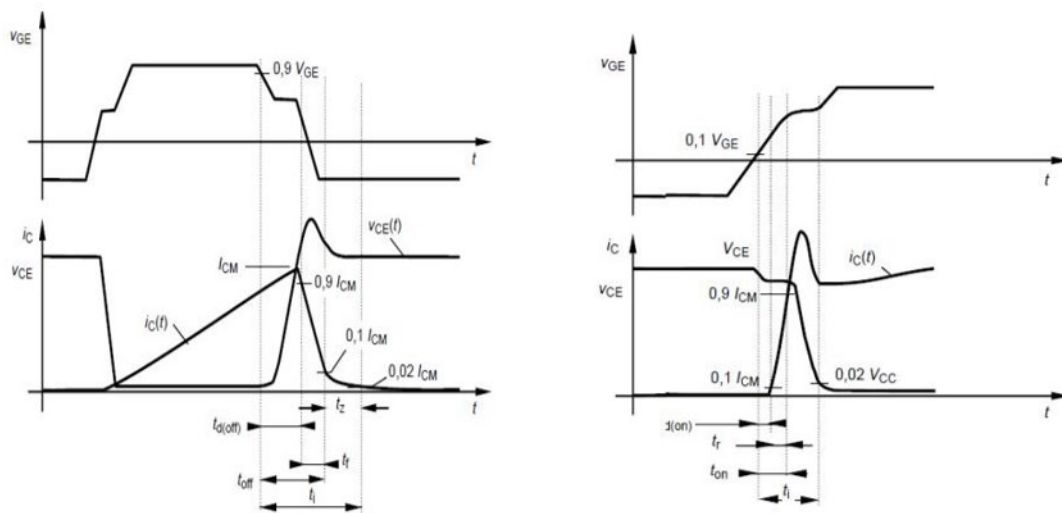 vGE
0,9 VGE
t
iC
vCE
vCE(t)
ICM
0,9 ICM
iC(t)
0,1 ICM
0,02 ICM
t
tz
td(off)
tf
toff
ti
vGE
0,1 VGE
t
iC
VCE
iC(t)
vCE
0,9 ICM
0,1 ICM
0,02 VCC
t
d(on)
tr
ton
ti